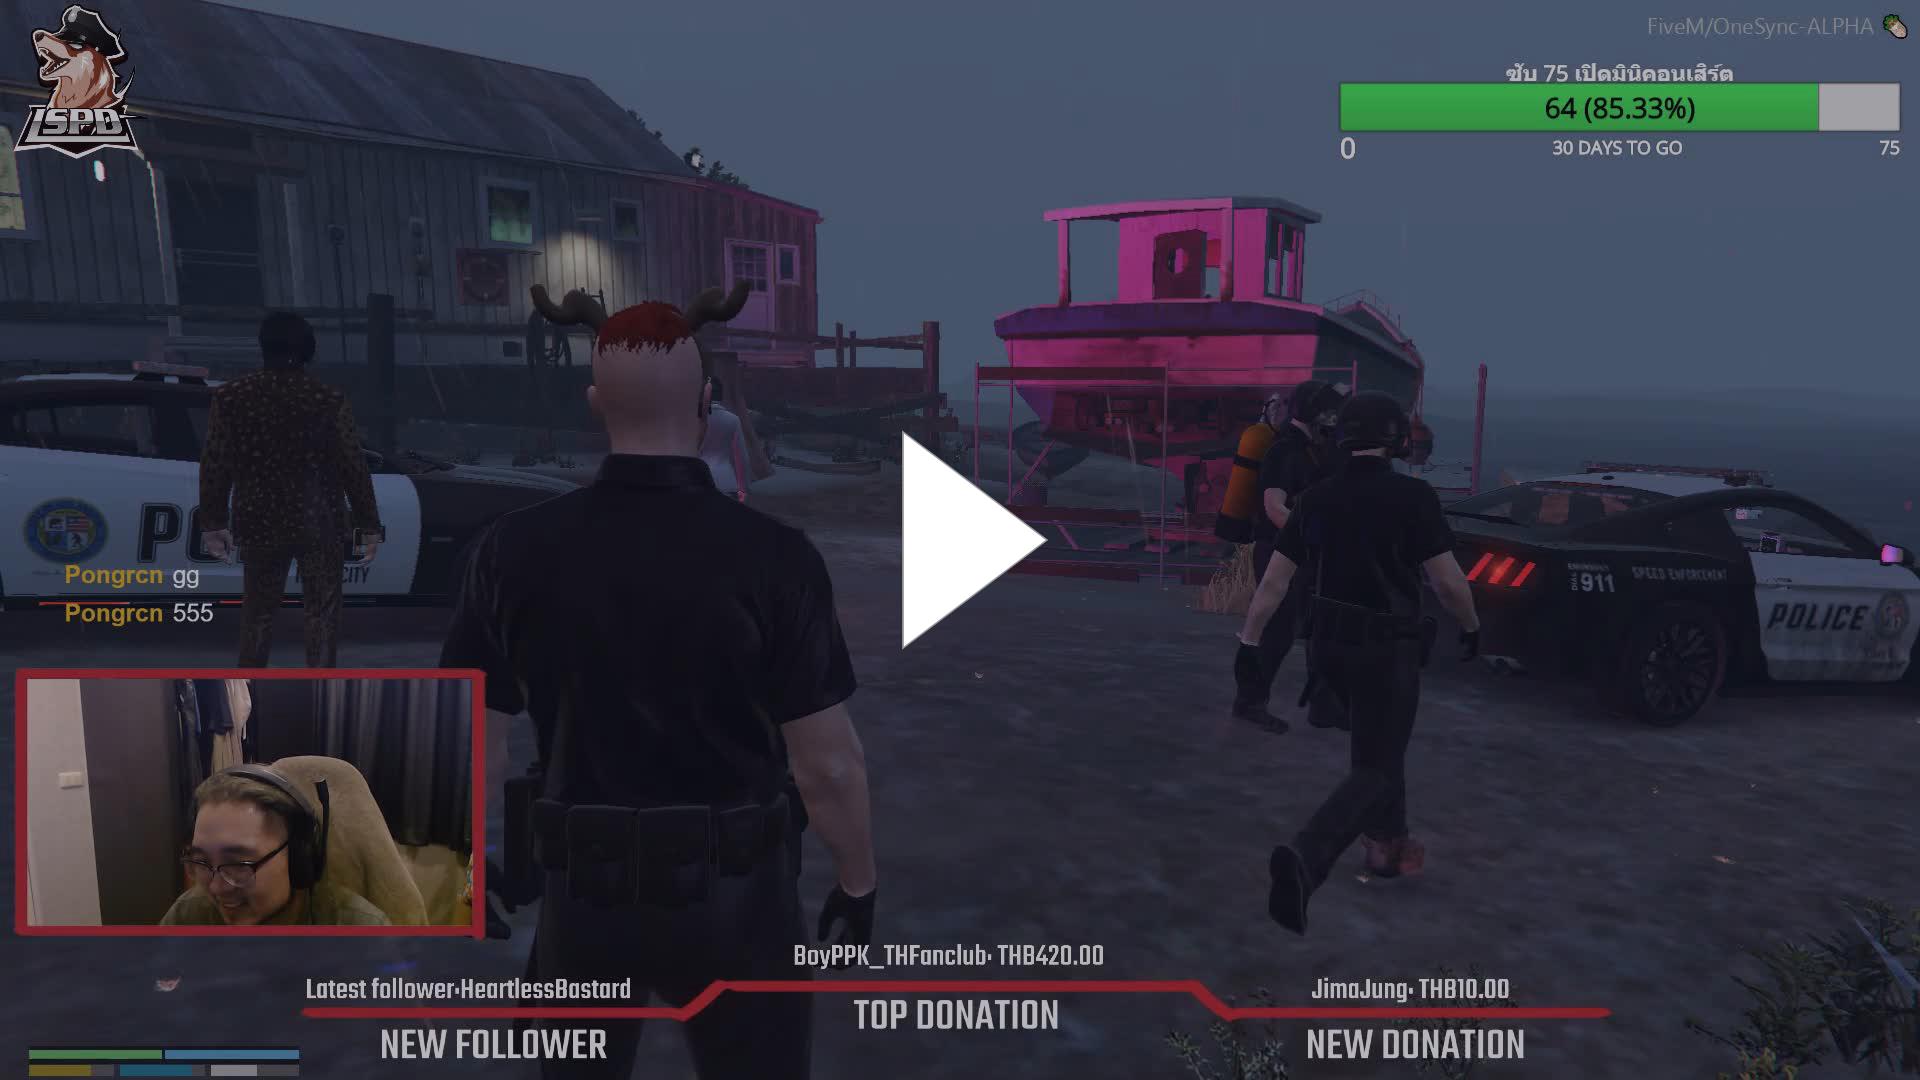 LSPD
FiveM/OneSync-ALPHA
ซับ 75 เปิดมินิคอนเสิร์ต
64 (85.33%)
0
30 DAYS TO GO
75
911
SPEED ENFORCEMENT
POLICE
Pongrcn gg
Pongrcn 555
BoyPPK_THFanclub: THB420.00
TOP DONATION
Latest follower:HeartlessBastard
NEW FOLLOWER
JimaJung: THB10.00
NEW DONATION